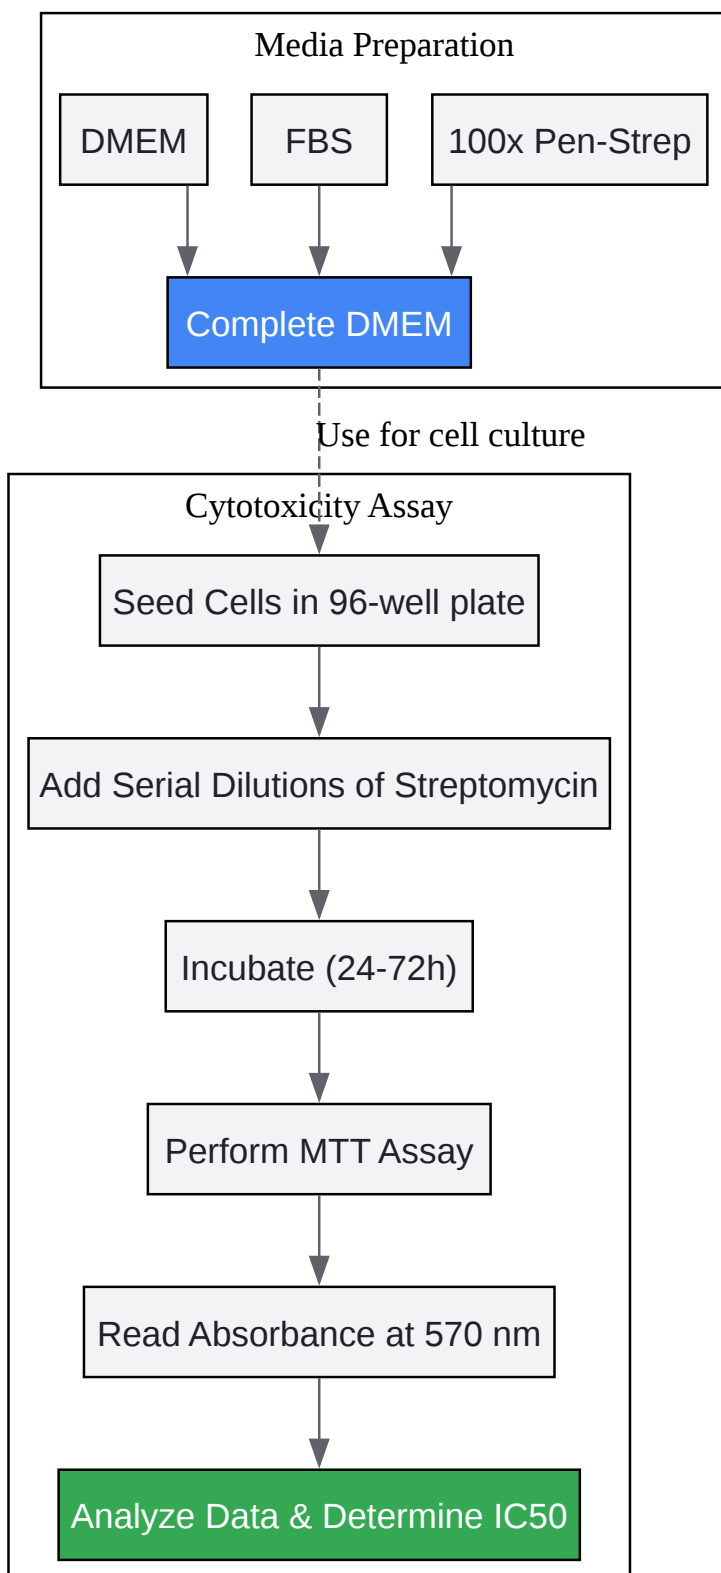 Media Preparation
DMEM
FBS
100x Pen-Strep
Complete DMEM
Use for cell culture
Cytotoxicity Assay
Seed Cells in 96-well plate
Add Serial Dilutions of Streptomycin
Incubate (24-72h)
Perform MTT Assay
Read Absorbance at 570 nm
Analyze Data & Determine IC50